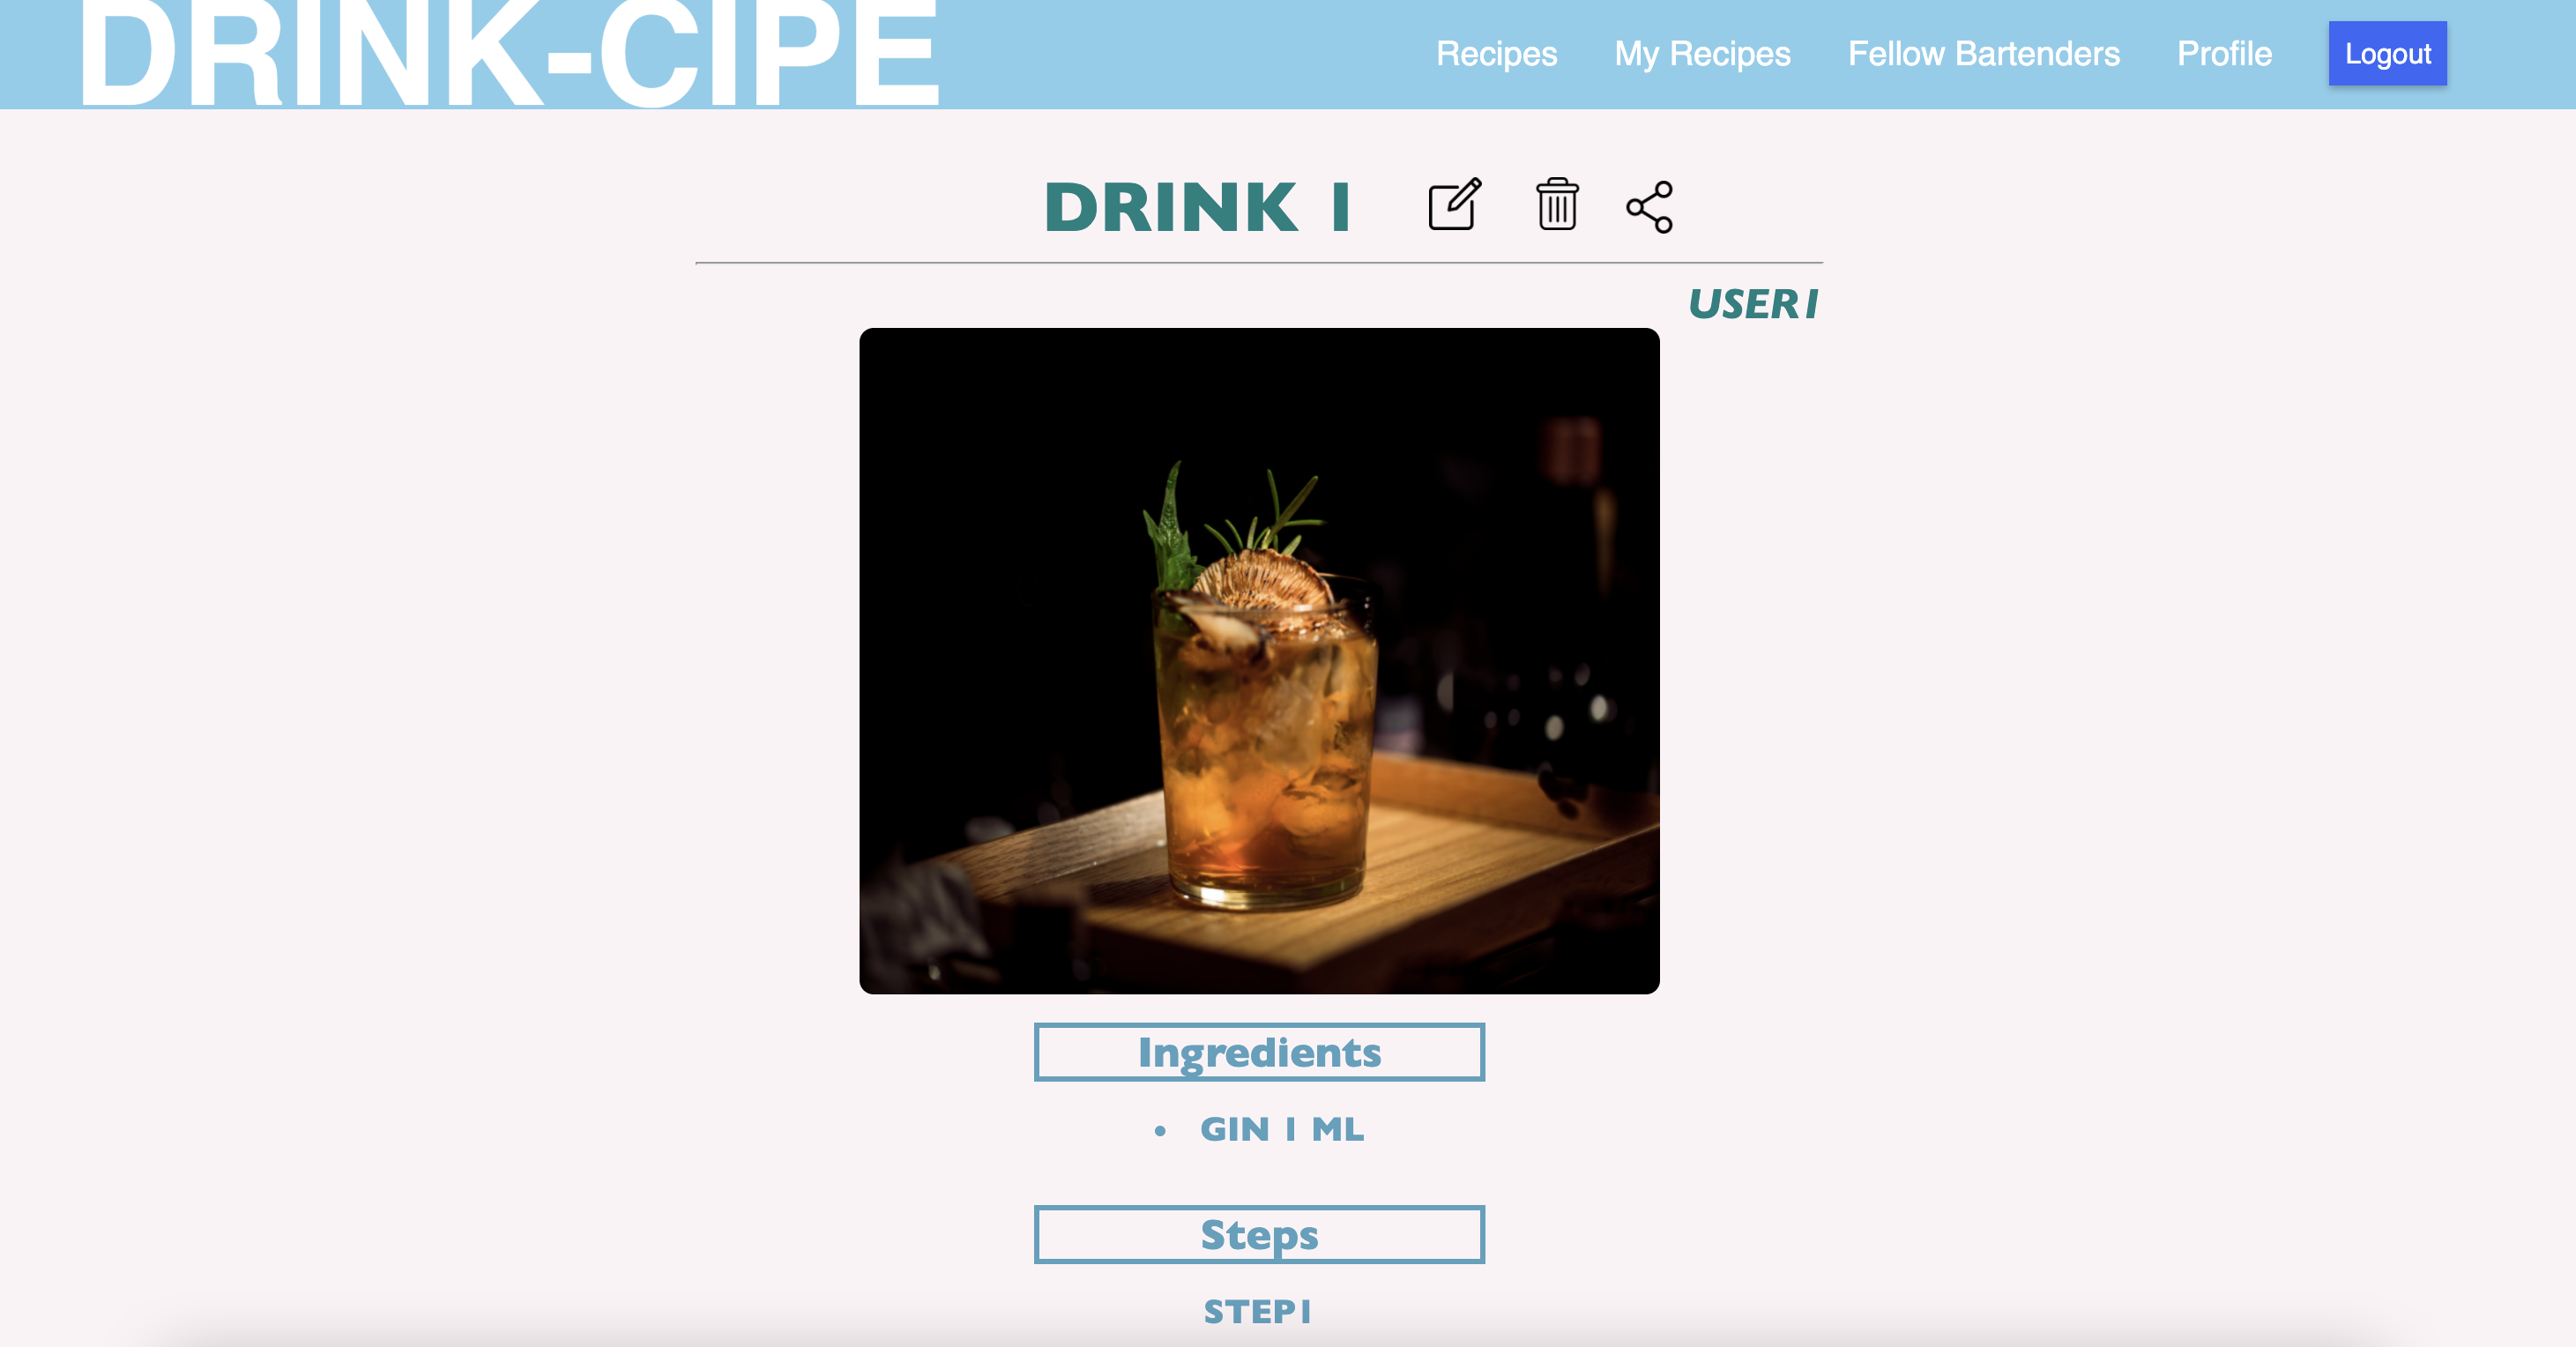 DRINK-CIPE
Recipes My Recipes Fellow Bartenders Profile Logout
DRINK 1
USER1
Ingredients
• GIN 1 ML
Steps
STEP1